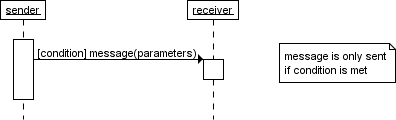 sender
receiver
[condition] message(parameters)
message is only sent
if condition is met